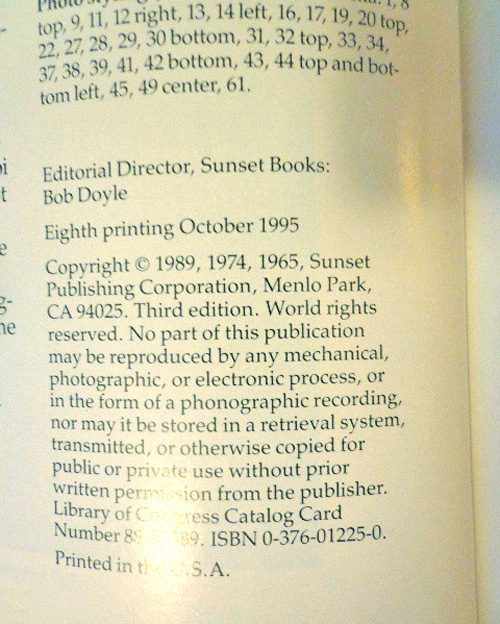 top, 9, 11, 12 right, 13, 14 left, 16, 17, 19, 20 top,
22, 27, 28, 29, 30 bottom, 31, 32 top, 33, 34,
37, 38, 39, 41, 42 bottom, 43, 44 top and bot-
tom left, 45, 49 center, 61.
Editorial Director, Sunset Books:
Bob Doyle
Eighth printing October 1995
Copyright © 1989, 1974, 1965, Sunset
Publishing Corporation, Menlo Park,
CA 94025. Third edition. World rights
reserved. No part of this publication
may be reproduced by any mechanical,
photographic, or electronic process, or
in the form of a phonographic recording,
nor may it be stored in a retrieval system,
transmitted, or otherwise copied for
public or private use without prior
written permission from the publisher.
Library of Congress Catalog Card
Number ISBN 0-376-01225-0.
Printed in the U.S.A.